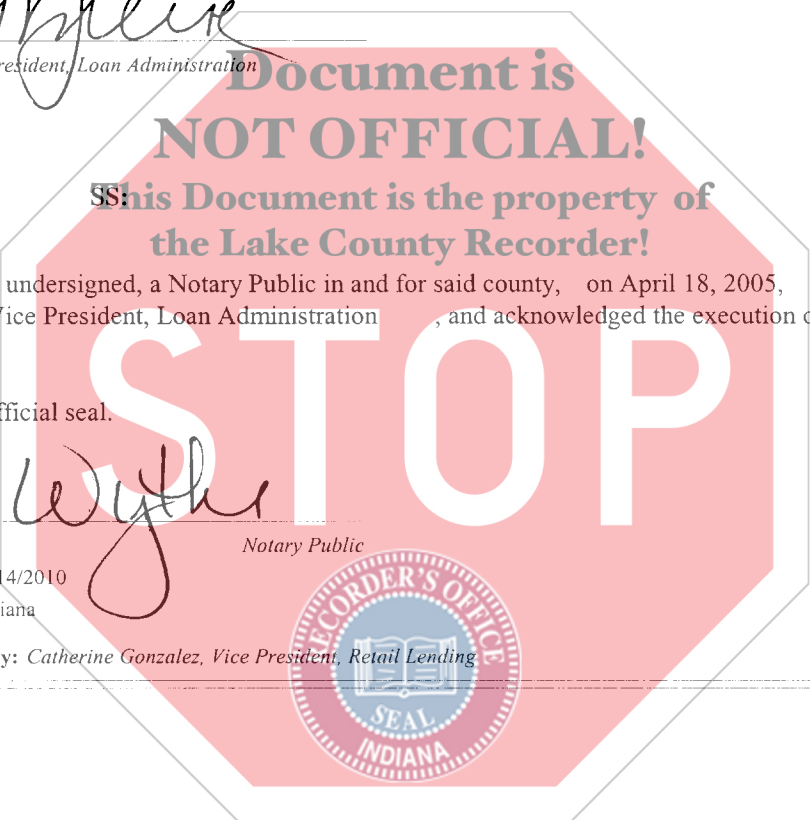 resident, Loan Administration
Document is
NOT OFFICIAL!
SS:
This Document is the property of
the Lake County Recorder!
undersigned, a Notary Public in and for said county, on April 18, 2005,
Vice President, Loan Administration , and acknowledged the execution o
STOP
fficial seal.
Wythe
Notary Public
14/2010
iana
y: Catherine Gonzalez, Vice President, Retail Lending
RECORDER'S OFFICE
SEAL
INDIANA